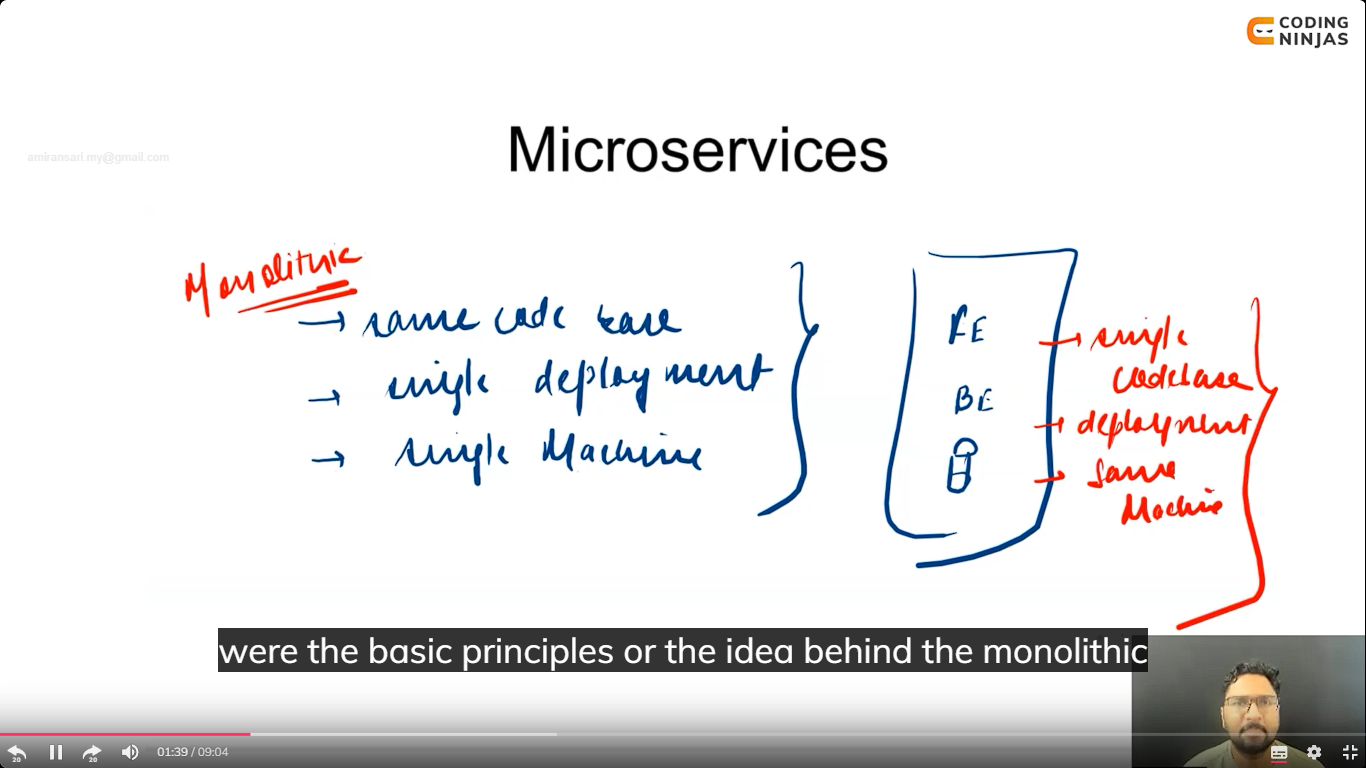 CODING
NINJAS
Microservices
amiransari.my@gmail.com
Monolithic
→ same code base
→ single deployment
→ single Machine
FE
BE
→ single
codebase
→ deployment
→ same
Machine
were the basic principles or the idea behind the monolithic
20
20
01:39 / 09:04